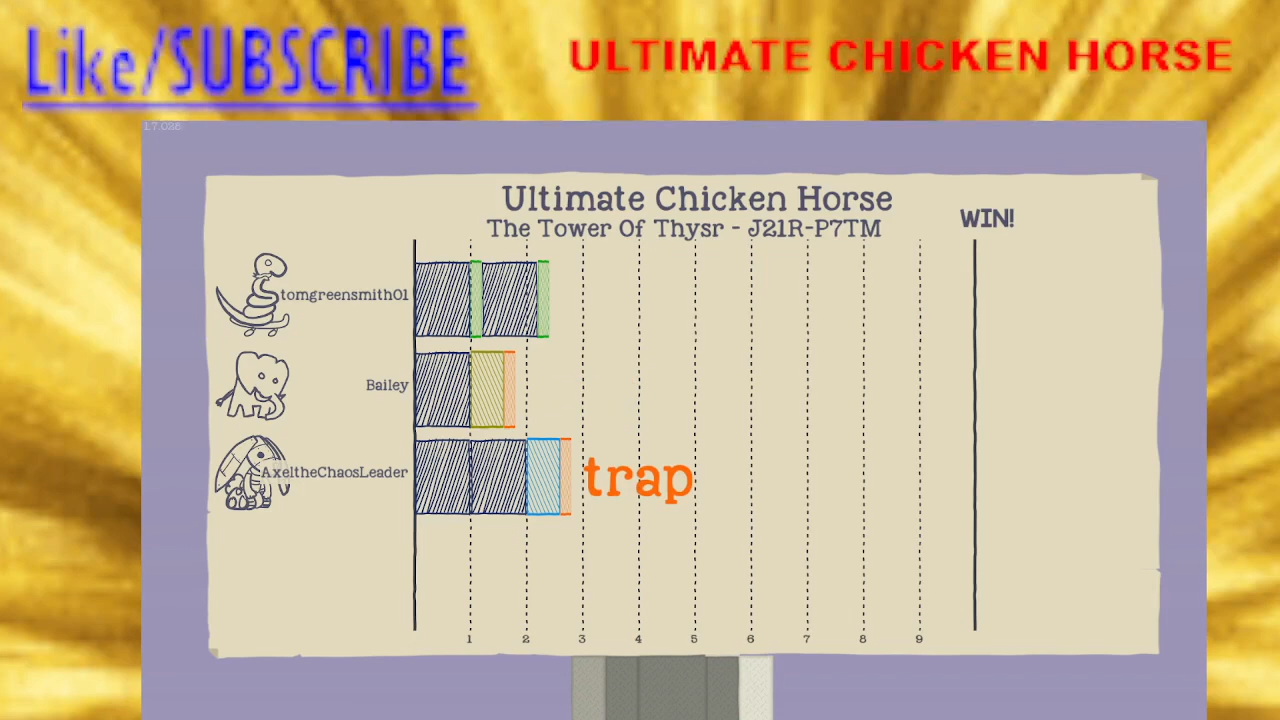 Like/SUBSCRIBE
ULTIMATE CHICKEN HORSE
Ultimate Chicken Horse
The Tower Of Thysr - J21R-P7TM
WIN!
tomgreensmith01
Bailey
AxeltheChaosLeader
trap
1 2 3 4 5 6 7 8 9